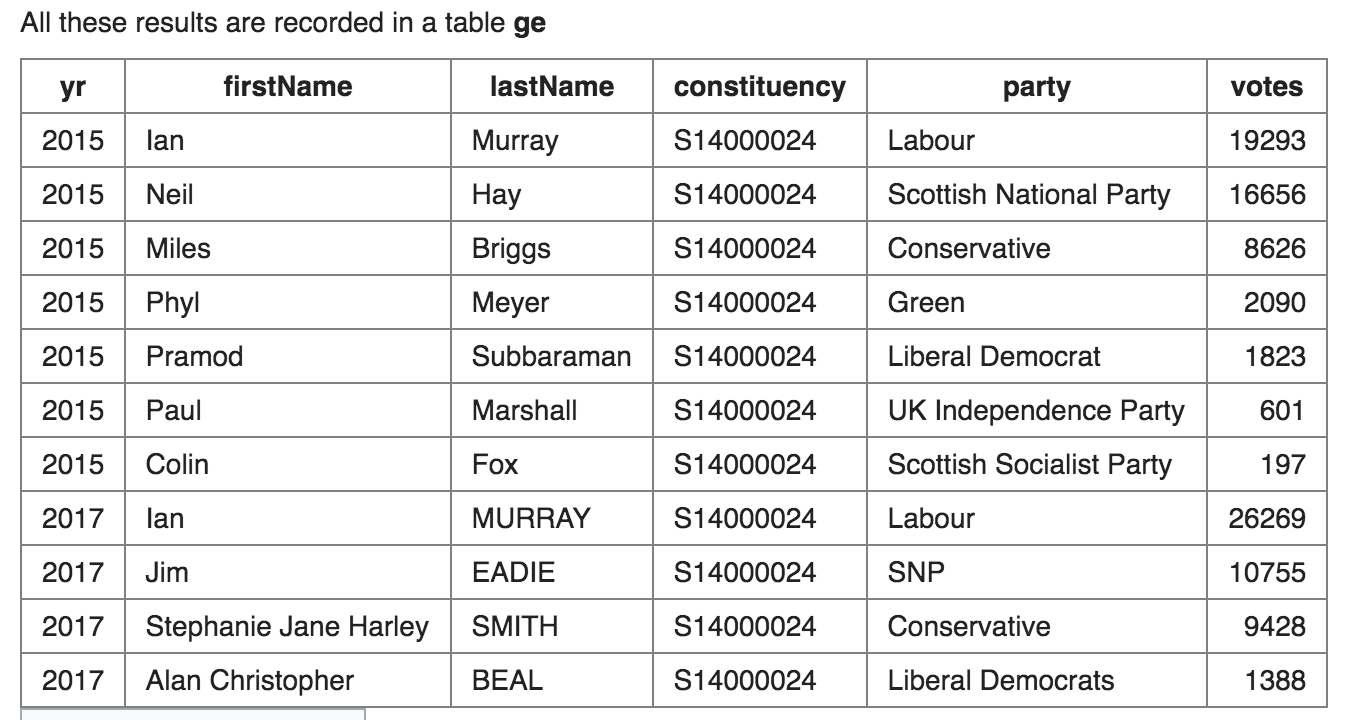 All these results are recorded in a table ge
yr firstName lastName constituency party votes
2015 Ian Murray S14000024 Labour 19293
2015 Neil Hay S14000024 Scottish National Party 16656
2015 Miles Briggs S14000024 Conservative 8626
2015 Phyl Meyer S14000024 Green 2090
2015 Pramod Subbaraman S14000024 Liberal Democrat 1823
2015 Paul Marshall S14000024 UK Independence Party 601
2015 Colin Fox S14000024 Scottish Socialist Party 197
2017 Ian MURRAY S14000024 Labour 26269
2017 Jim EADIE S14000024 SNP 10755
2017 Stephanie Jane Harley SMITH S14000024 Conservative 9428
2017 Alan Christopher BEAL S14000024 Liberal Democrats 1388